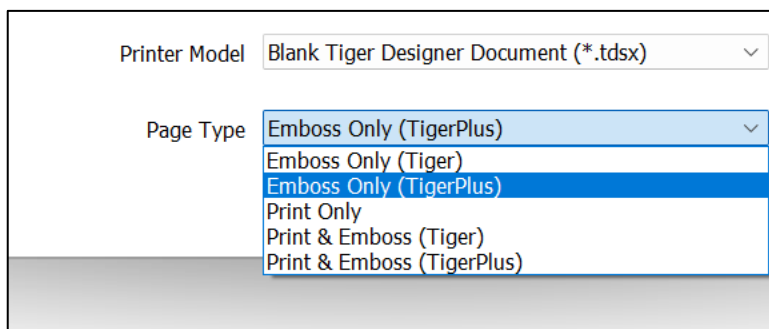 Printer Model Blank Tiger Designer Document (*.tdsx)
Page Type Emboss Only (TigerPlus)
Emboss Only (Tiger)
Emboss Only (TigerPlus)
Print Only
Print & Emboss (Tiger)
Print & Emboss (TigerPlus)